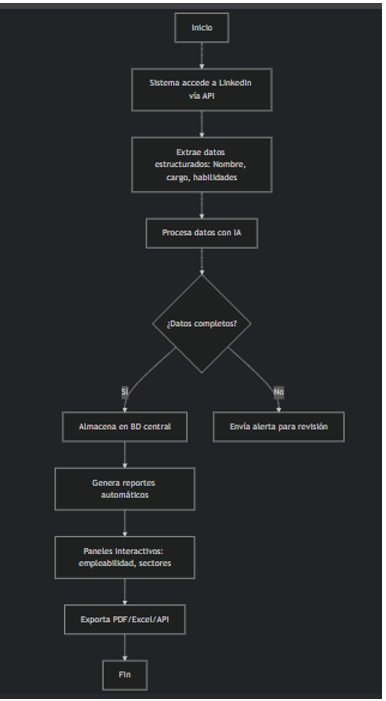 Inicio
Sistema accede a LinkedIn
vía API
Extrae datos
estructurados: Nombre,
cargo, habilidades
Procesa datos con IA
¿Datos completos?
Sí
No
Almacena en BD central
Envía alerta para revisión
Genera reportes
automáticos
Paneles interactivos:
empleabilidad, sectores
Exporta PDF/Excel/API
Fin